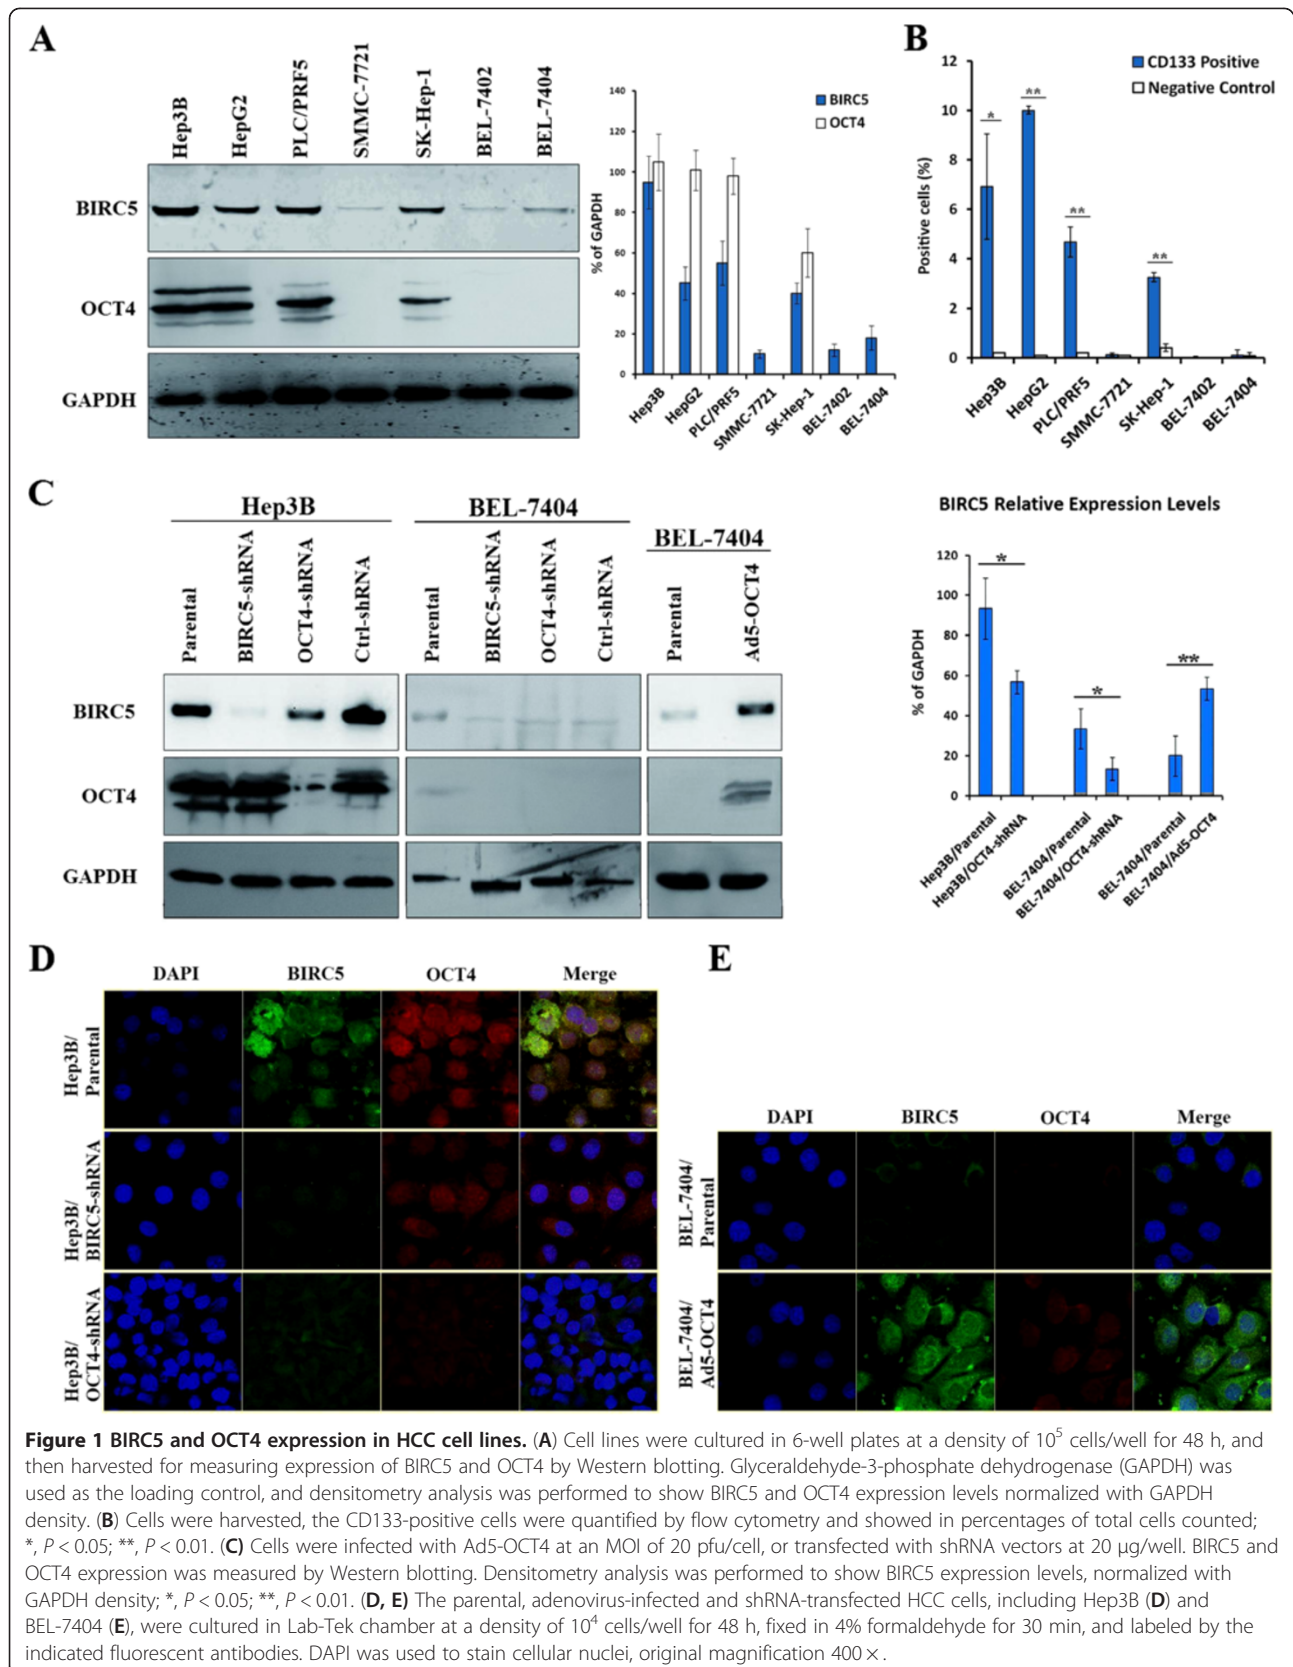 A
Hep3B
HepG2
PLC/PRF5
SMMC-7721
SK-Hep-1
BEL-7402
BEL-7404
BIRC5
OCT4
GAPDH
140
120
100
80
60
40
20
0
% of GAPDH
BIRC5
OCT4
Hep3B
HepG2
PLC/PRF5
SMMC-7721
SK-Hep-1
BEL-7402
BEL-7404
B
12
10
8
6
4
2
0
Positive cells (%)
CD133 Positive
Negative Control
*
**
**
**
Hep3B
HepG2
PLC/PRF5
SMMC-7721
SK-Hep-1
BEL-7402
BEL-7404
C
Hep3B
BEL-7404
BEL-7404
Parental
BIRC5-shRNA
OCT4-shRNA
Ctrl-shRNA
Parental
BIRC5-shRNA
OCT4-shRNA
Ctrl-shRNA
Parental
Ad5-OCT4
BIRC5
OCT4
GAPDH
BIRC5 Relative Expression Levels
120
100
80
60
40
20
0
% of GAPDH
*
*
**
Hep3B/Parental
Hep3B/OCT4-shRNA
BEL-7404/Parental
BEL-7404/OCT4-shRNA
BEL-7404/Parental
BEL-7404/Ad5-OCT4
D
DAPI BIRC5 OCT4 Merge
Hep3B/
Parental
Hep3B/
BIRC5-shRNA
Hep3B/
OCT4-shRNA
E
DAPI BIRC5 OCT4 Merge
BEL-7404/
Parental
BEL-7404/
Ad5-OCT4
Figure 1 BIRC5 and OCT4 expression in HCC cell lines. (A) Cell lines were cultured in 6-well plates at a density of 10⁵ cells/well for 48 h, and
then harvested for measuring expression of BIRC5 and OCT4 by Western blotting. Glyceraldehyde-3-phosphate dehydrogenase (GAPDH) was
used as the loading control, and densitometry analysis was performed to show BIRC5 and OCT4 expression levels normalized with GAPDH
density. (B) Cells were harvested, the CD133-positive cells were quantified by flow cytometry and showed in percentages of total cells counted;
*, P < 0.05; **, P < 0.01. (C) Cells were infected with Ad5-OCT4 at an MOI of 20 pfu/cell, or transfected with shRNA vectors at 20 μg/well. BIRC5 and
OCT4 expression was measured by Western blotting. Densitometry analysis was performed to show BIRC5 expression levels, normalized with
GAPDH density; *, P < 0.05; **, P < 0.01. (D, E) The parental, adenovirus-infected and shRNA-transfected HCC cells, including Hep3B (D) and
BEL-7404 (E), were cultured in Lab-Tek chamber at a density of 10⁴ cells/well for 48 h, fixed in 4% formaldehyde for 30 min, and labeled by the
indicated fluorescent antibodies. DAPI was used to stain cellular nuclei, original magnification 400 ×.